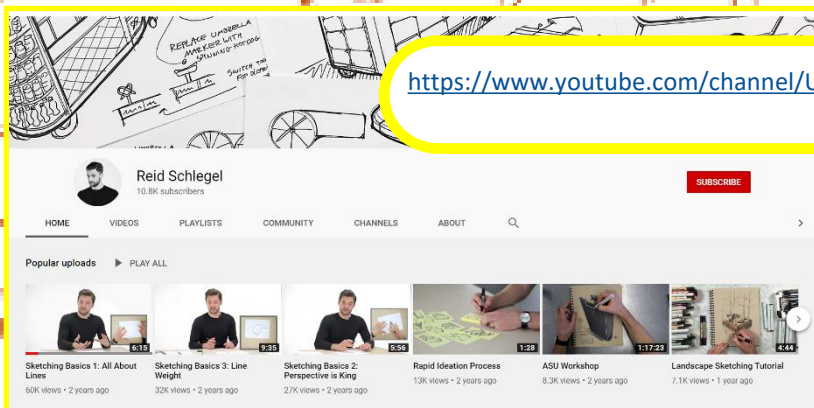 REPLACE UMBRELLA
MARKER WITH
SPINNING HOTDOG
SWITCH TOO
https://www.youtube.com/channel/U
Reid Schlegel
10.8K subscribers
SUBSCRIBE
HOME VIDEOS PLAYLISTS COMMUNITY CHANNELS ABOUT
Popular uploads PLAY ALL
6:15 9:35 5:56 1:28 1:17:23 4:44
Sketching Basics 1: All About
Lines
60K views • 2 years ago
Sketching Basics 3: Line
Weight
32K views • 2 years ago
Sketching Basics 2:
Perspective is King
27K views • 2 years ago
Rapid Ideation Process
13K views • 2 years ago
ASU Workshop
8.3K views • 2 years ago
Landscape Sketching Tutorial
7.1K views • 1 year ago